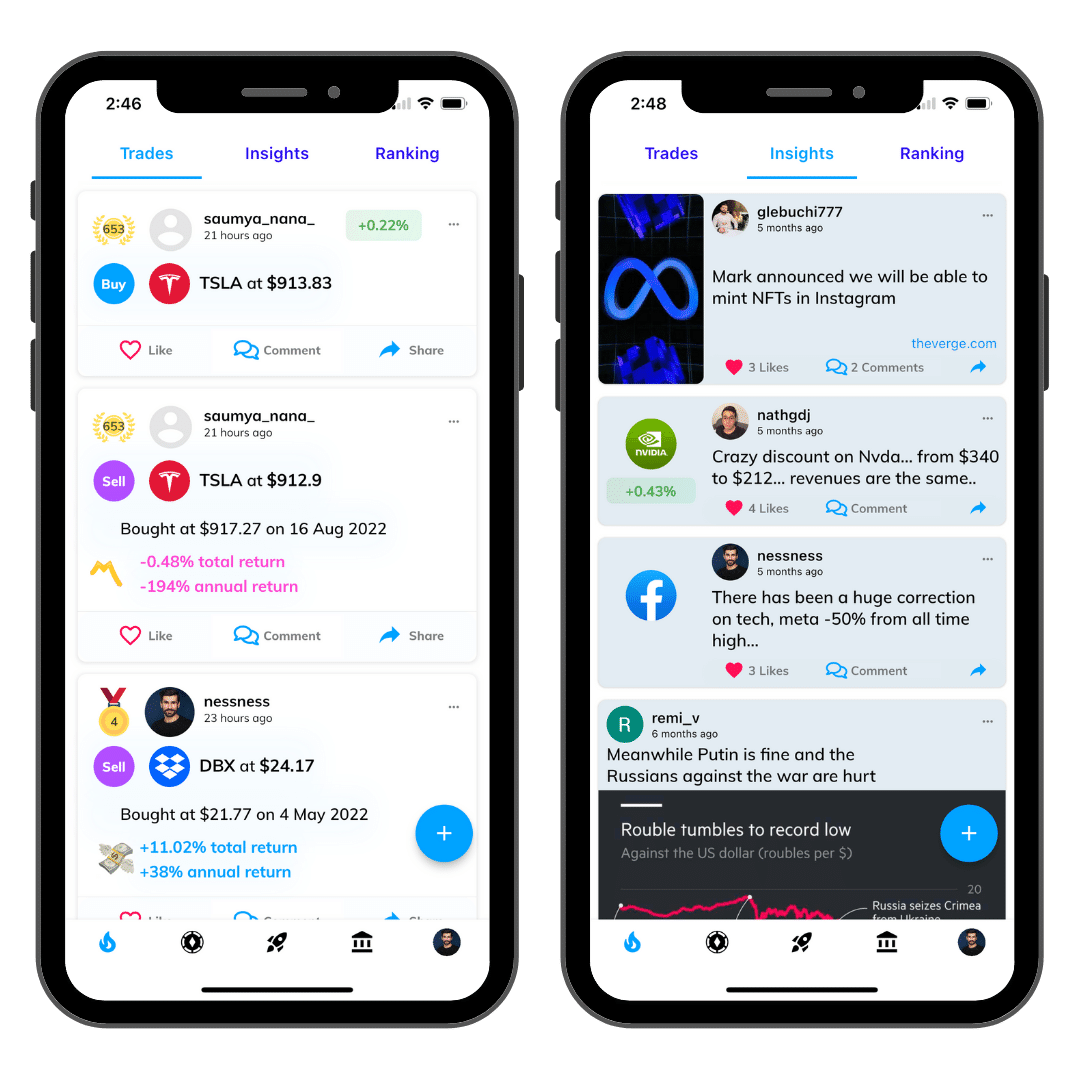 2:46
Trades Insights Ranking
653 saumya_nana_ +0.22% ...
21 hours ago
Buy TSLA at $913.83
Like Comment Share
653 saumya_nana_ ...
21 hours ago
Sell TSLA at $912.9
Bought at $917.27 on 16 Aug 2022
-0.48% total return
-194% annual return
Like Comment Share
4 nessness ...
23 hours ago
Sell DBX at $24.17
Bought at $21.77 on 4 May 2022
+11.02% total return
+38% annual return
+
Like Comment Share
2:48
Trades Insights Ranking
glebuchi777 ...
5 months ago
Mark announced we will be able to
mint NFTs in Instagram
theverge.com
3 Likes 2 Comments
nathgdj ...
5 months ago
NVIDIA
+0.43%
Crazy discount on Nvda... from $340
to $212... revenues are the same..
4 Likes Comment
nessness ...
5 months ago
There has been a huge correction
on tech, meta -50% from all time
high...
3 Likes Comment
R remi_v ...
6 months ago
Meanwhile Putin is fine and the
Russians against the war are hurt
Rouble tumbles to record low
Against the US dollar (roubles per $)
+
20
Russia seizes Crimea
from Ukraine